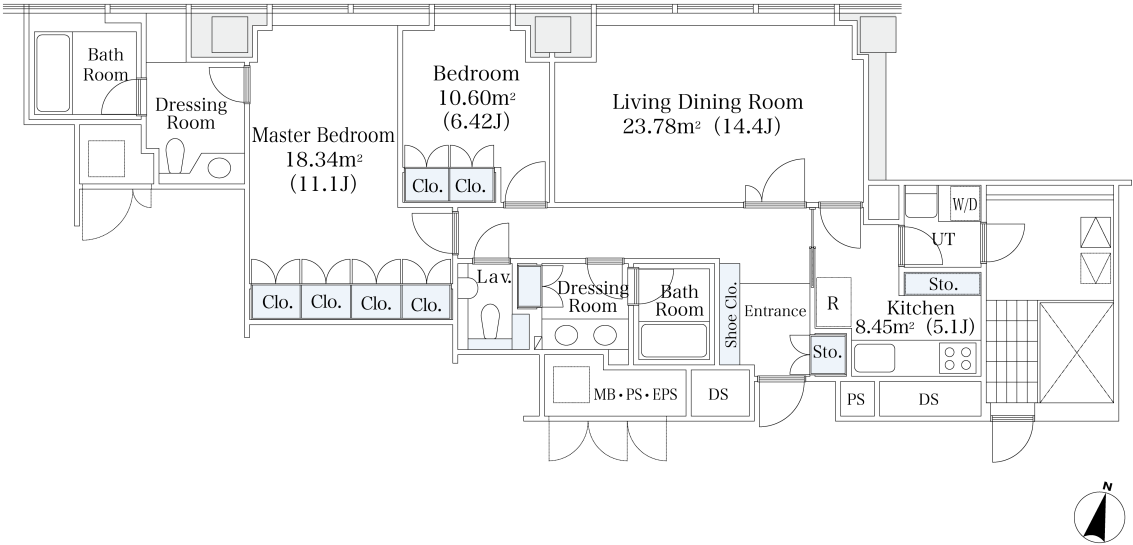 Bath
Room
Dressing
Room
Master Bedroom
18.34m²
(11.1J)
Bedroom
10.60m²
(6.42J)
Clo.
Clo.
Living Dining Room
23.78m² (14.4J)
W/D
UT
Sto.
Kitchen
8.45m² (5.1J)
R
Sto.
Clo.
Clo.
Clo.
Clo.
Lav.
Dressing
Room
Bath
Room
Shoe Clo.
Entrance
MB・PS・EPS
DS
PS
DS
N